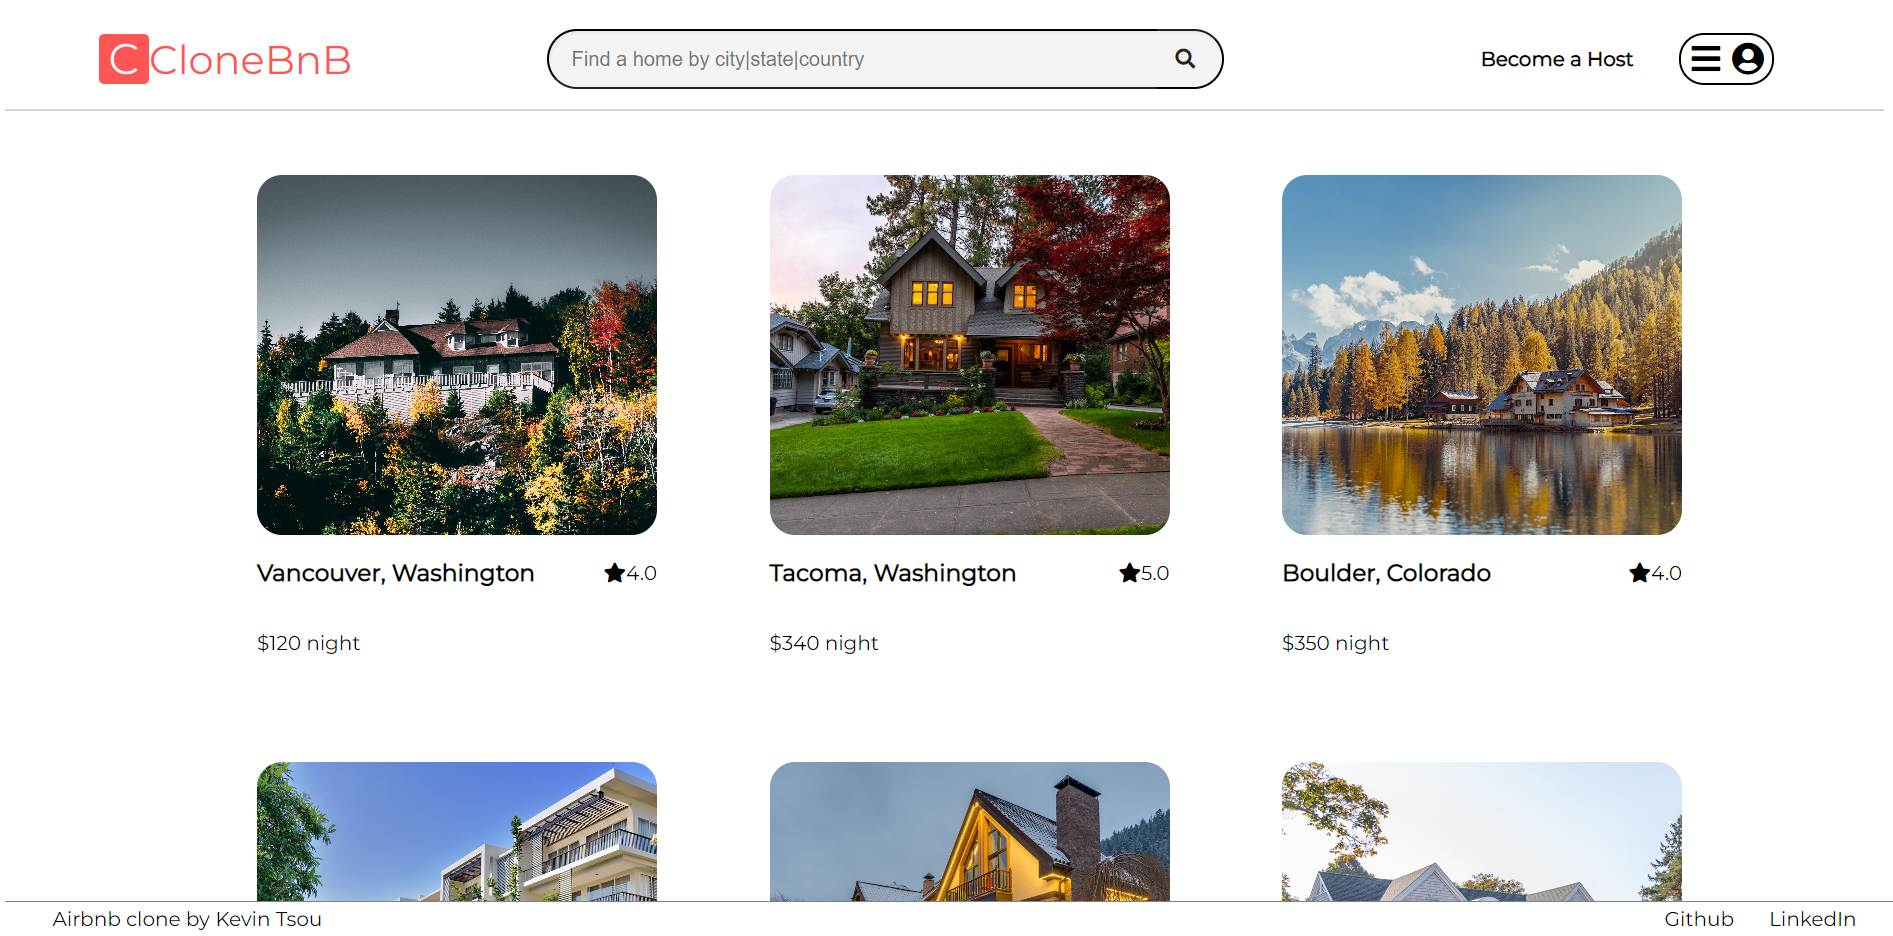 C CloneBnB
Find a home by city|state|country
Become a Host
Vancouver, Washington 4.0
Tacoma, Washington 5.0
Boulder, Colorado 4.0
$120 night
$340 night
$350 night
Airbnb clone by Kevin Tsou
Github LinkedIn